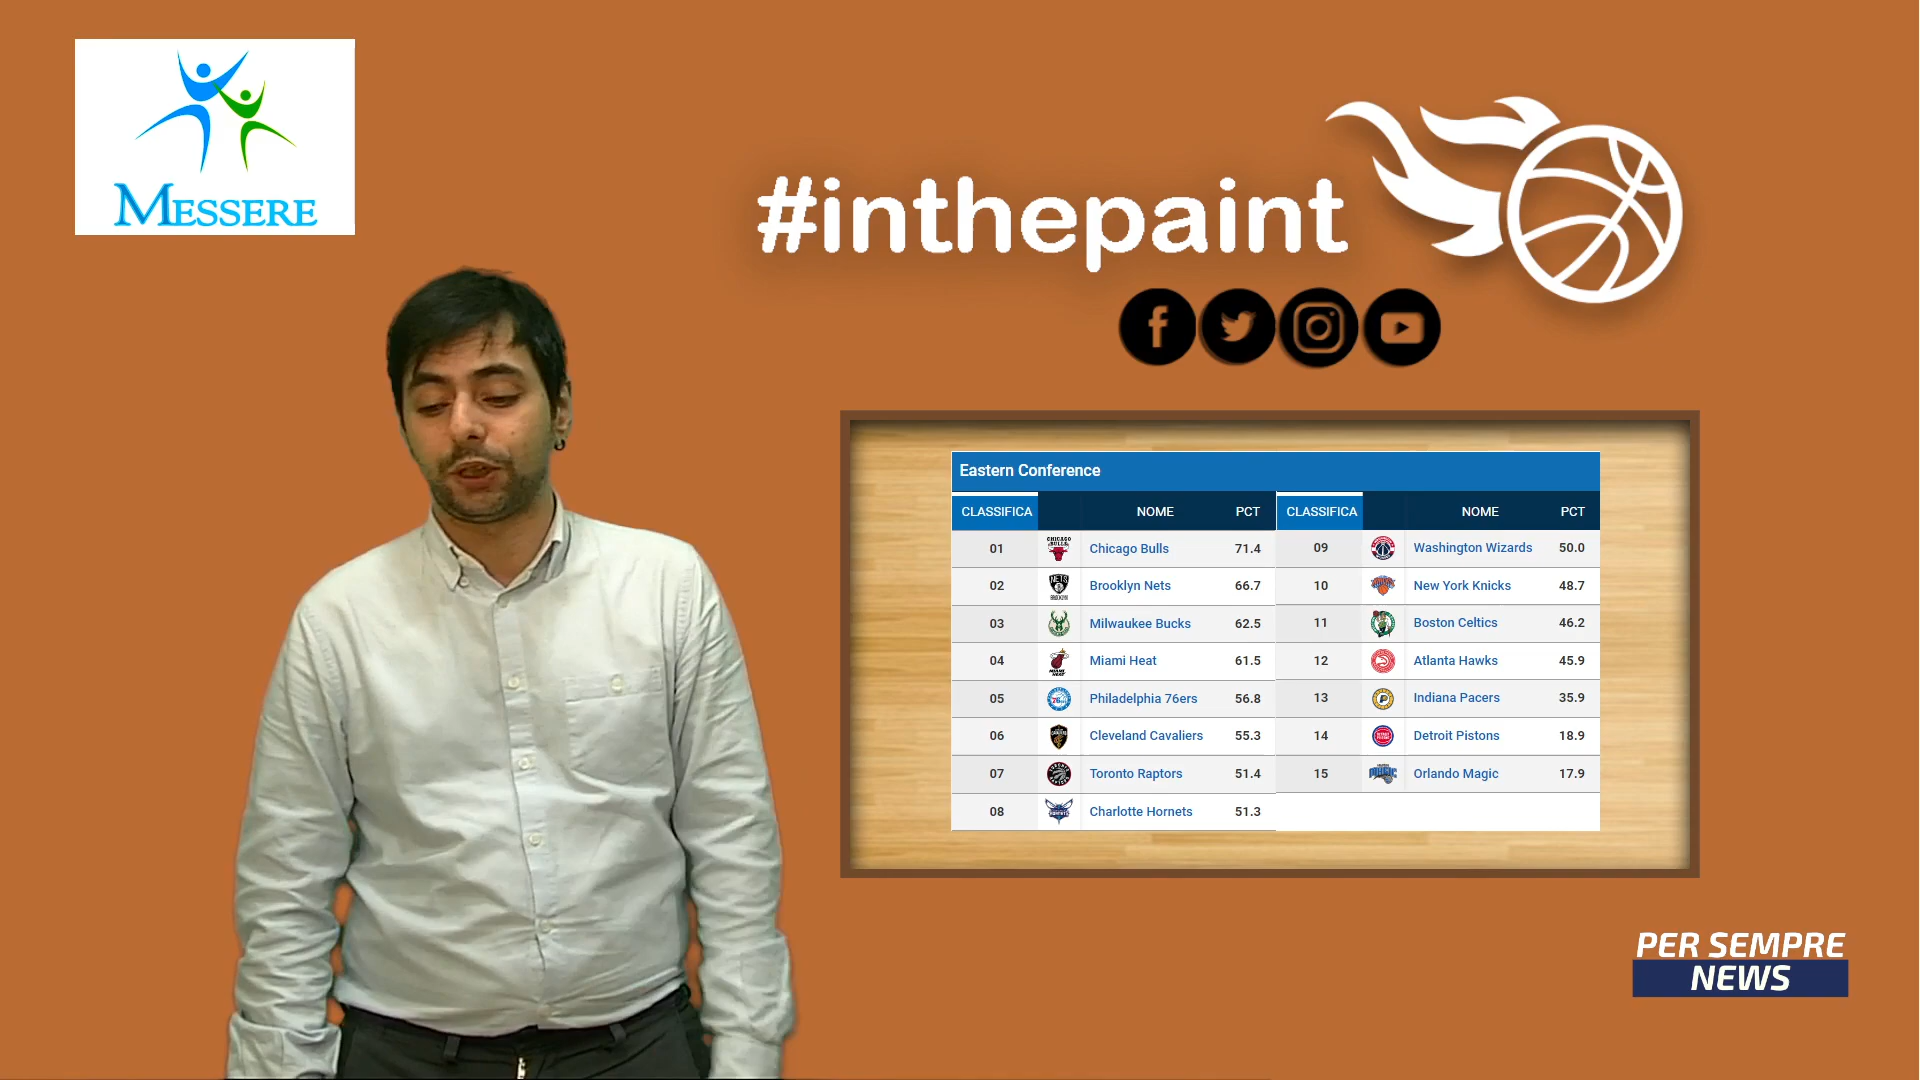 MESSERE
#inthepaint
Eastern Conference
CLASSIFICA NOME PCT CLASSIFICA NOME PCT
01 Chicago Bulls 71.4 09 Washington Wizards 50.0
02 Brooklyn Nets 66.7 10 New York Knicks 48.7
03 Milwaukee Bucks 62.5 11 Boston Celtics 46.2
04 Miami Heat 61.5 12 Atlanta Hawks 45.9
05 Philadelphia 76ers 56.8 13 Indiana Pacers 35.9
06 Cleveland Cavaliers 55.3 14 Detroit Pistons 18.9
07 Toronto Raptors 51.4 15 Orlando Magic 17.9
08 Charlotte Hornets 51.3
PER SEMPRE
NEWS